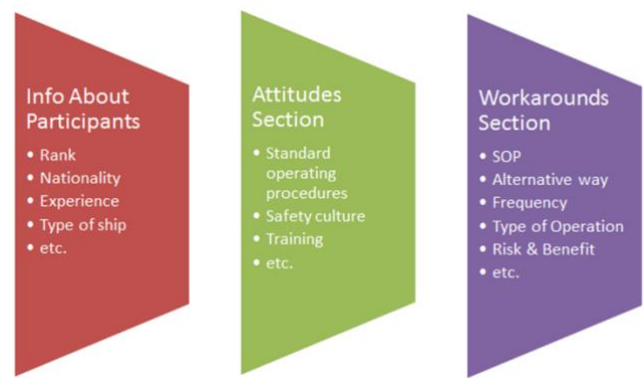 Info About
Participants
• Rank
• Nationality
• Experience
• Type of ship
• etc.
Attitudes
Section
• Standard
operating
procedures
• Safety culture
• Training
• etc.
Workarounds
Section
• SOP
• Alternative way
• Frequency
• Type of Operation
• Risk & Benefit
• etc.